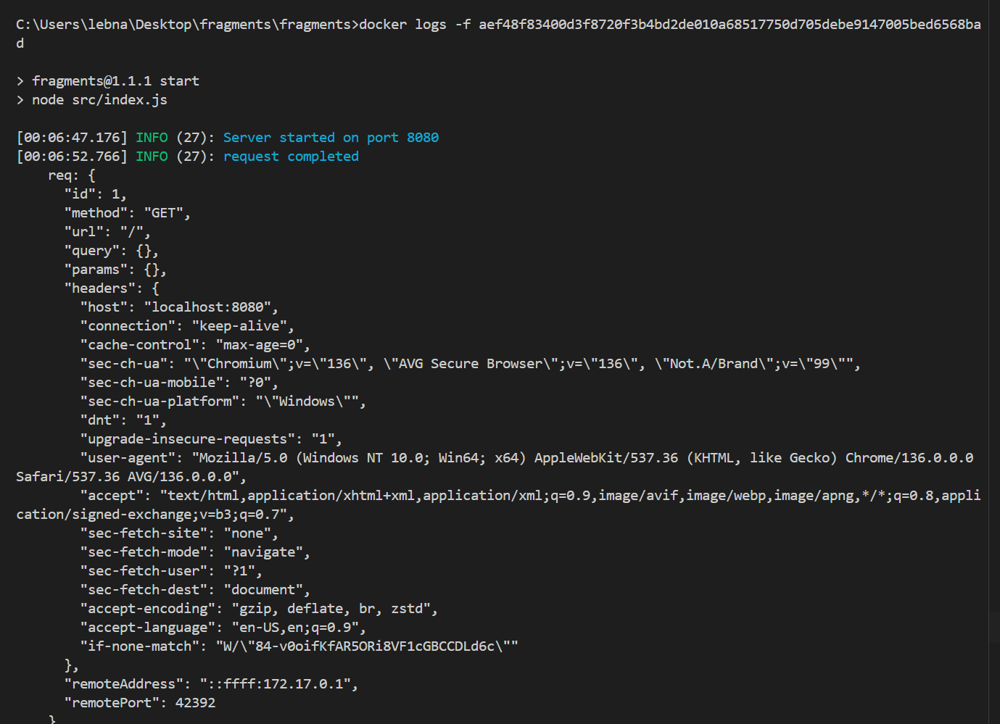 C:\Users\lebna\Desktop\fragments\fragments>docker logs -f aef48f83400d3f8720f3b4bd2de010a68517750d705debe9147005bed6568ba
d
> fragments@1.1.1 start
> node src/index.js
[00:06:47.176] INFO (27): Server started on port 8080
[00:06:52.766] INFO (27): request completed
    req: {
      "id": 1,
      "method": "GET",
      "url": "/",
      "query": {},
      "params": {},
      "headers": {
        "host": "localhost:8080",
        "connection": "keep-alive",
        "cache-control": "max-age=0",
        "sec-ch-ua": "\"Chromium\";v=\"136\", \"AVG Secure Browser\";v=\"136\", \"Not.A/Brand\";v=\"99\"",
        "sec-ch-ua-mobile": "?0",
        "sec-ch-ua-platform": "\"Windows\"",
        "dnt": "1",
        "upgrade-insecure-requests": "1",
        "user-agent": "Mozilla/5.0 (Windows NT 10.0; Win64; x64) AppleWebKit/537.36 (KHTML, like Gecko) Chrome/136.0.0.0
Safari/537.36 AVG/136.0.0.0",
        "accept": "text/html,application/xhtml+xml,application/xml;q=0.9,image/avif,image/webp,image/apng,*/*;q=0.8,appli
cation/signed-exchange;v=b3;q=0.7",
        "sec-fetch-site": "none",
        "sec-fetch-mode": "navigate",
        "sec-fetch-user": "?1",
        "sec-fetch-dest": "document",
        "accept-encoding": "gzip, deflate, br, zstd",
        "accept-language": "en-US,en;q=0.9",
        "if-none-match": "W/\"84-v0oifKfAR5ORi8VF1cGBCCDLd6c\""
      },
      "remoteAddress": "::ffff:172.17.0.1",
      "remotePort": 42392
    }